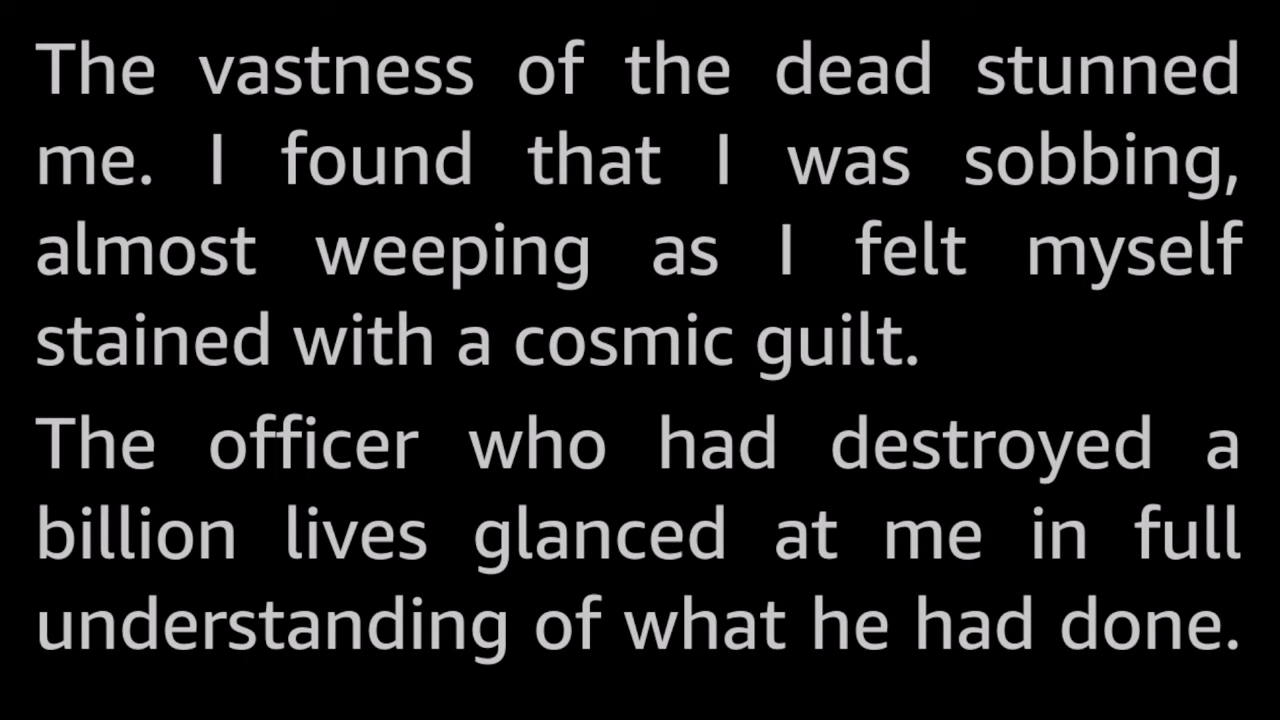 The vastness of the dead stunned
me. I found that I was sobbing,
almost weeping as I felt myself
stained with a cosmic guilt.
The officer who had destroyed a
billion lives glanced at me in full
understanding of what he had done.